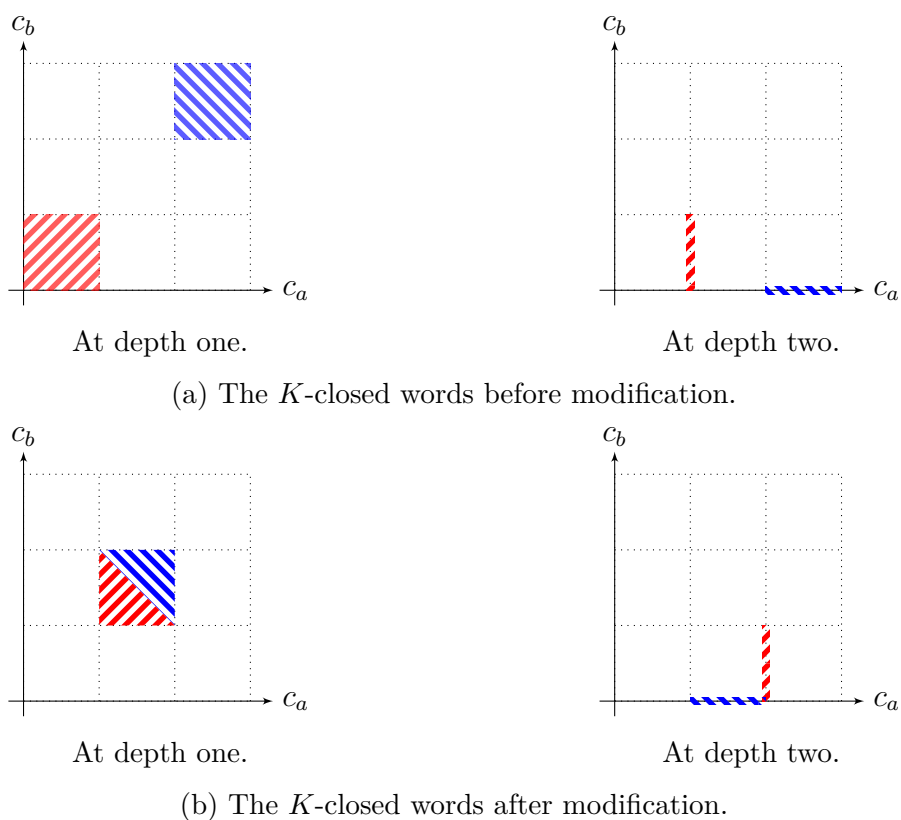 c_b c_b
c_a c_a
At depth one. At depth two.
(a) The K-closed words before modification.
c_b c_b
c_a c_a
At depth one. At depth two.
(b) The K-closed words after modification.